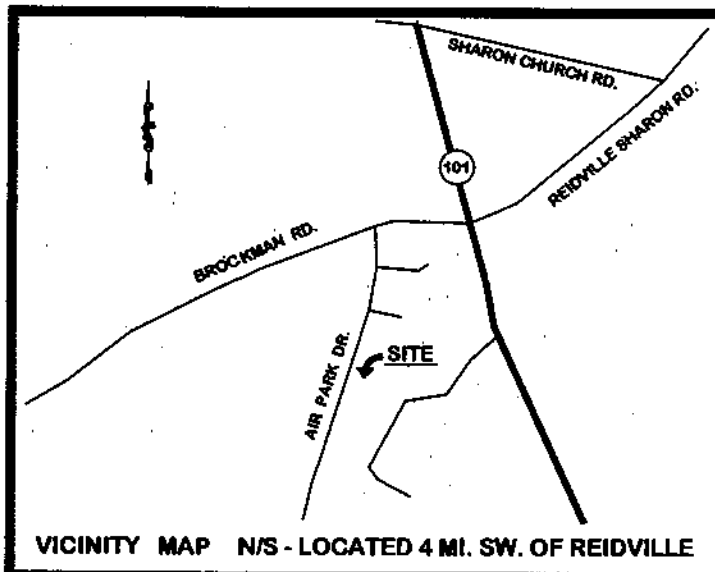 SHARON CHURCH RD.
REIDVILLE SHARON RD.
101
BROCKMAN RD.
AIR PARK DR.
SITE
VICINITY MAP N/S - LOCATED 4 MI. SW. OF REIDVILLE